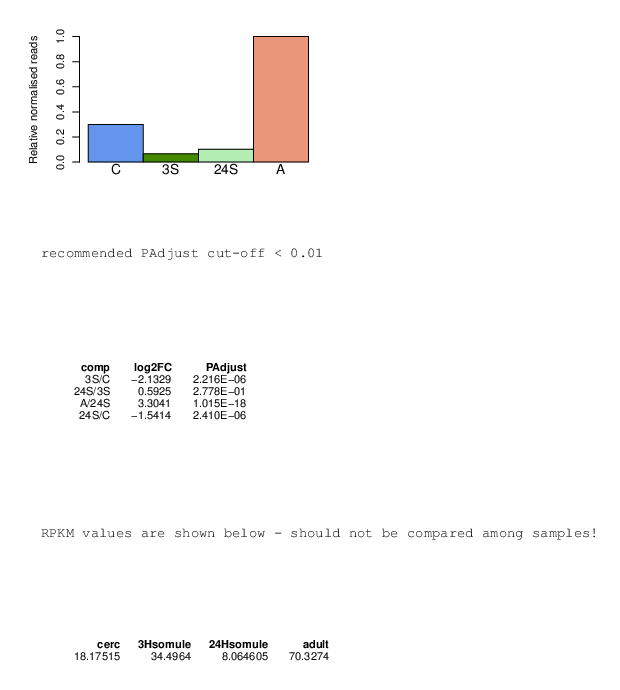 Relative normalised reads
1.0
0.8
0.6
0.4
0.2
0.0
C 3S 24S A
recommended PAdjust cut-off < 0.01
comp log2FC PAdjust
3S/C −2.1329 2.216E−06
24S/3S 0.5925 2.778E−01
A/24S 3.3041 1.015E−18
24S/C −1.5414 2.410E−06
RPKM values are shown below - should not be compared among samples!
cerc 3Hsomule 24Hsomule adult
18.17515 34.4964 8.064605 70.3274